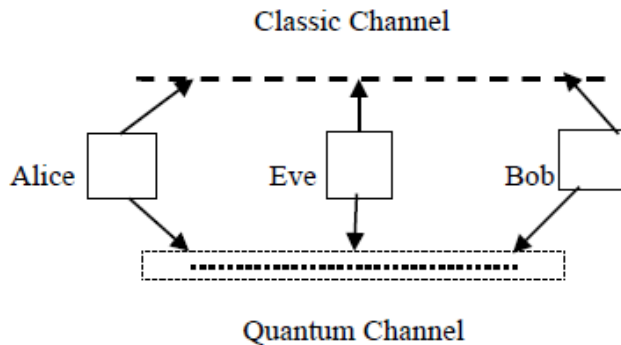 Classic Channel
Alice
Eve
Bob
Quantum Channel